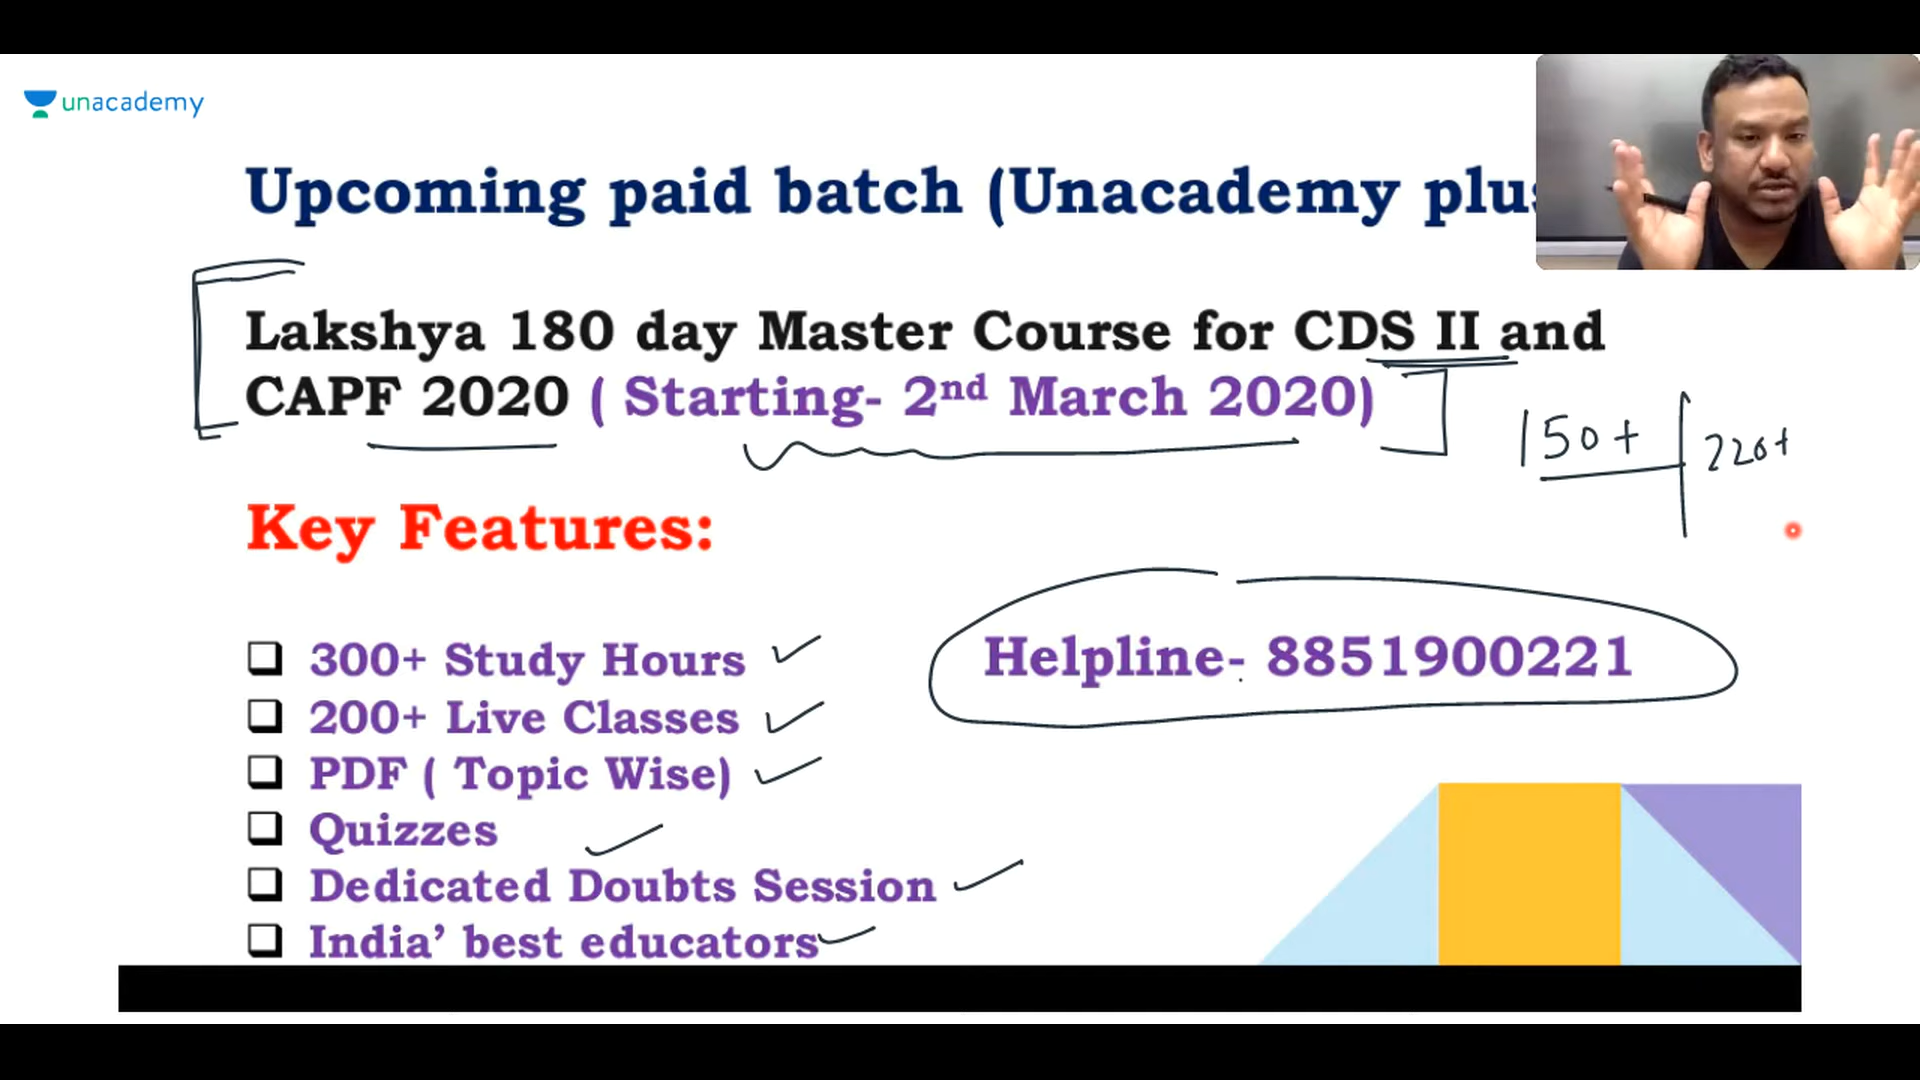 unacademy
Upcoming paid batch (Unacademy plus
Lakshya 180 day Master Course for CDS II and
CAPF 2020 ( Starting- 2nd March 2020)
150+ 220+
Key Features:
Helpline- 8851900221
300+ Study Hours
200+ Live Classes
PDF ( Topic Wise)
Quizzes
Dedicated Doubts Session
India’ best educators